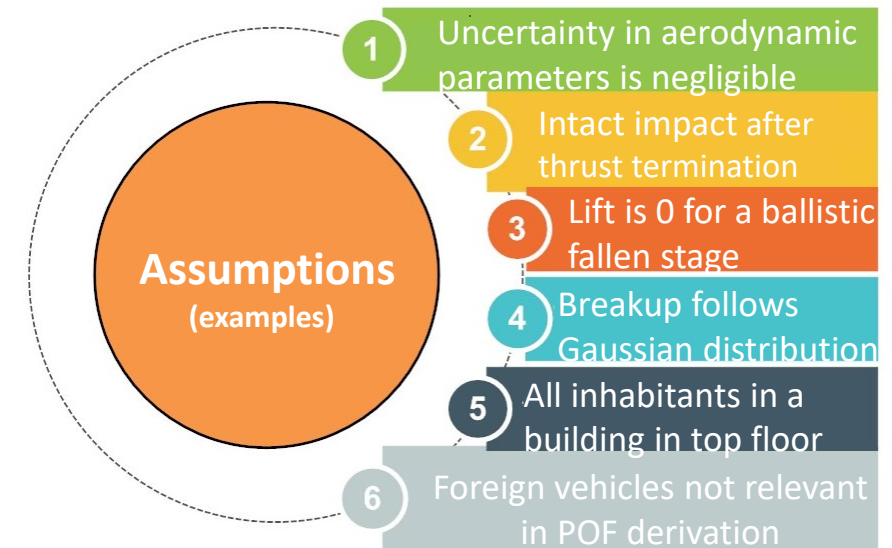 1
Uncertainty in aerodynamic
parameters is negligible
2
Intact impact after
thrust termination
3
Lift is 0 for a ballistic
fallen stage
Assumptions
(examples)
4
Breakup follows
Gaussian distribution
5
All inhabitants in a
building in top floor
6
Foreign vehicles not relevant
in POF derivation